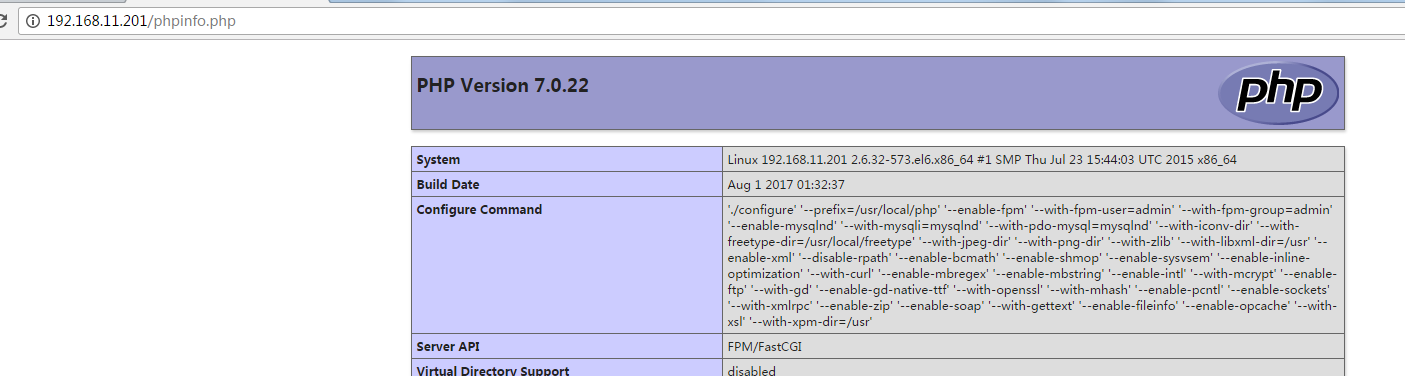 192.168.11.201/phpinfo.php
PHP Version 7.0.22
php
System
Linux 192.168.11.201 2.6.32-573.el6.x86_64 #1 SMP Thu Jul 23 15:44:03 UTC 2015 x86_64
Build Date
Aug 1 2017 01:32:37
Configure Command
'./configure' '--prefix=/usr/local/php' '--enable-fpm' '--with-fpm-user=admin' '--with-fpm-group=admin'
'--enable-mysqlnd' '--with-mysqli=mysqlnd' '--with-pdo-mysql=mysqlnd' '--with-iconv-dir' '--with-
freetype-dir=/usr/local/freetype' '--with-jpeg-dir' '--with-png-dir' '--with-zlib' '--with-libxml-dir=/usr' '--
enable-xml' '--disable-rpath' '--enable-bcmath' '--enable-shmop' '--enable-sysvsem' '--enable-inline-
optimization' '--with-curl' '--enable-mbregex' '--enable-mbstring' '--enable-intl' '--with-mcrypt' '--enable-
ftp' '--with-gd' '--enable-gd-native-ttf' '--with-openssl' '--with-mhash' '--enable-pcntl' '--enable-sockets'
'--with-xmlrpc' '--enable-zip' '--enable-soap' '--with-gettext' '--enable-fileinfo' '--enable-opcache' '--with-
xsl' '--with-xpm-dir=/usr'
Server API
FPM/FastCGI
Virtual Directory Support
disabled